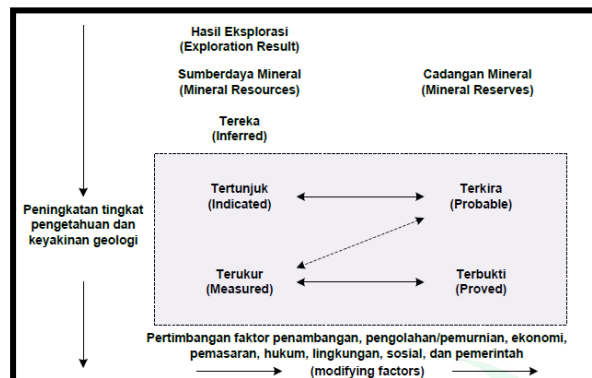 Hasil Eksplorasi
(Exploration Result)
Sumberdaya Mineral
(Mineral Resources)
Cadangan Mineral
(Mineral Reserves)
Tereka
(Inferred)
Tertunjuk
(Indicated)
Terkira
(Probable)
Peningkatan tingkat
pengetahuan dan
keyakinan geologi
Terukur
(Measured)
Terbukti
(Proved)
Pertimbangan faktor penambangan, pengolahan/pemurnian, ekonomi,
pemasaran, hukum, lingkungan, sosial, dan pemerintah
(modifying factors)